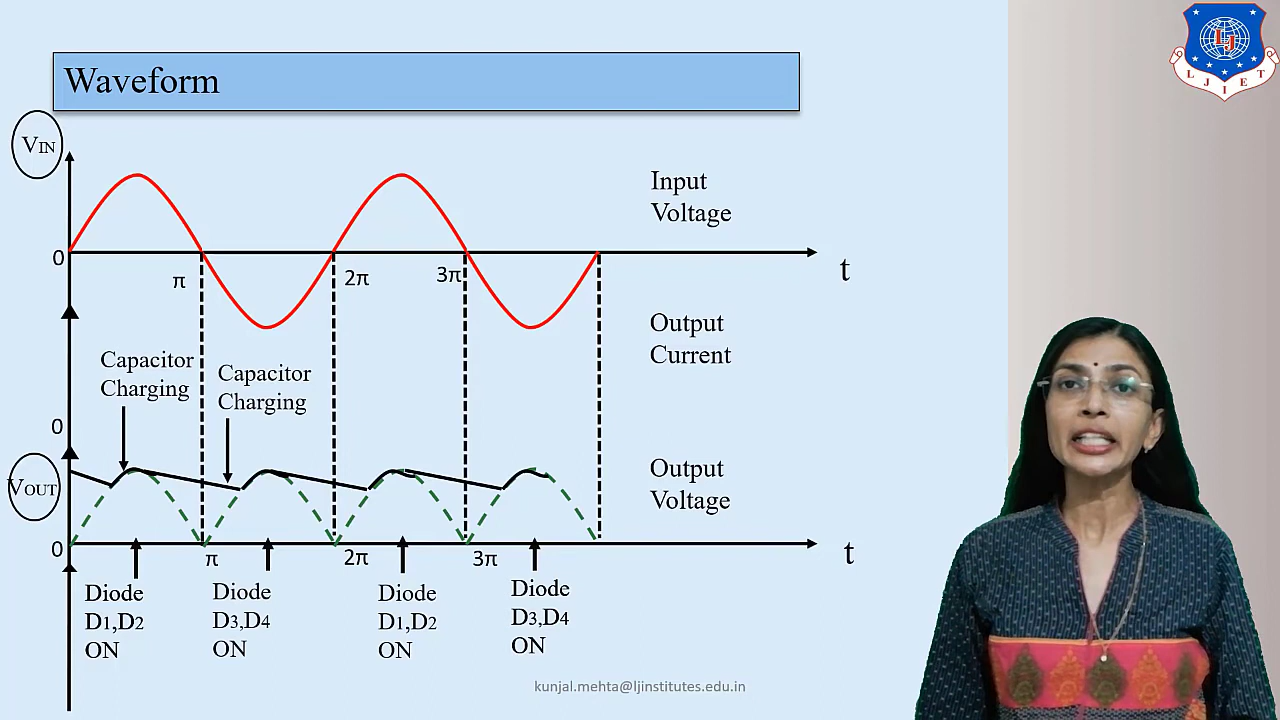 Waveform
VIN
Input
Voltage
0
π
2π
3π
t
Output
Current
Capacitor
Charging
Capacitor
Charging
0
VOUT
Output
Voltage
0
π
2π
3π
t
Diode
D1,D2
ON
Diode
D3,D4
ON
Diode
D1,D2
ON
Diode
D3,D4
ON
kunjal.mehta@ljinstitutes.edu.in
LJ
L J I E T